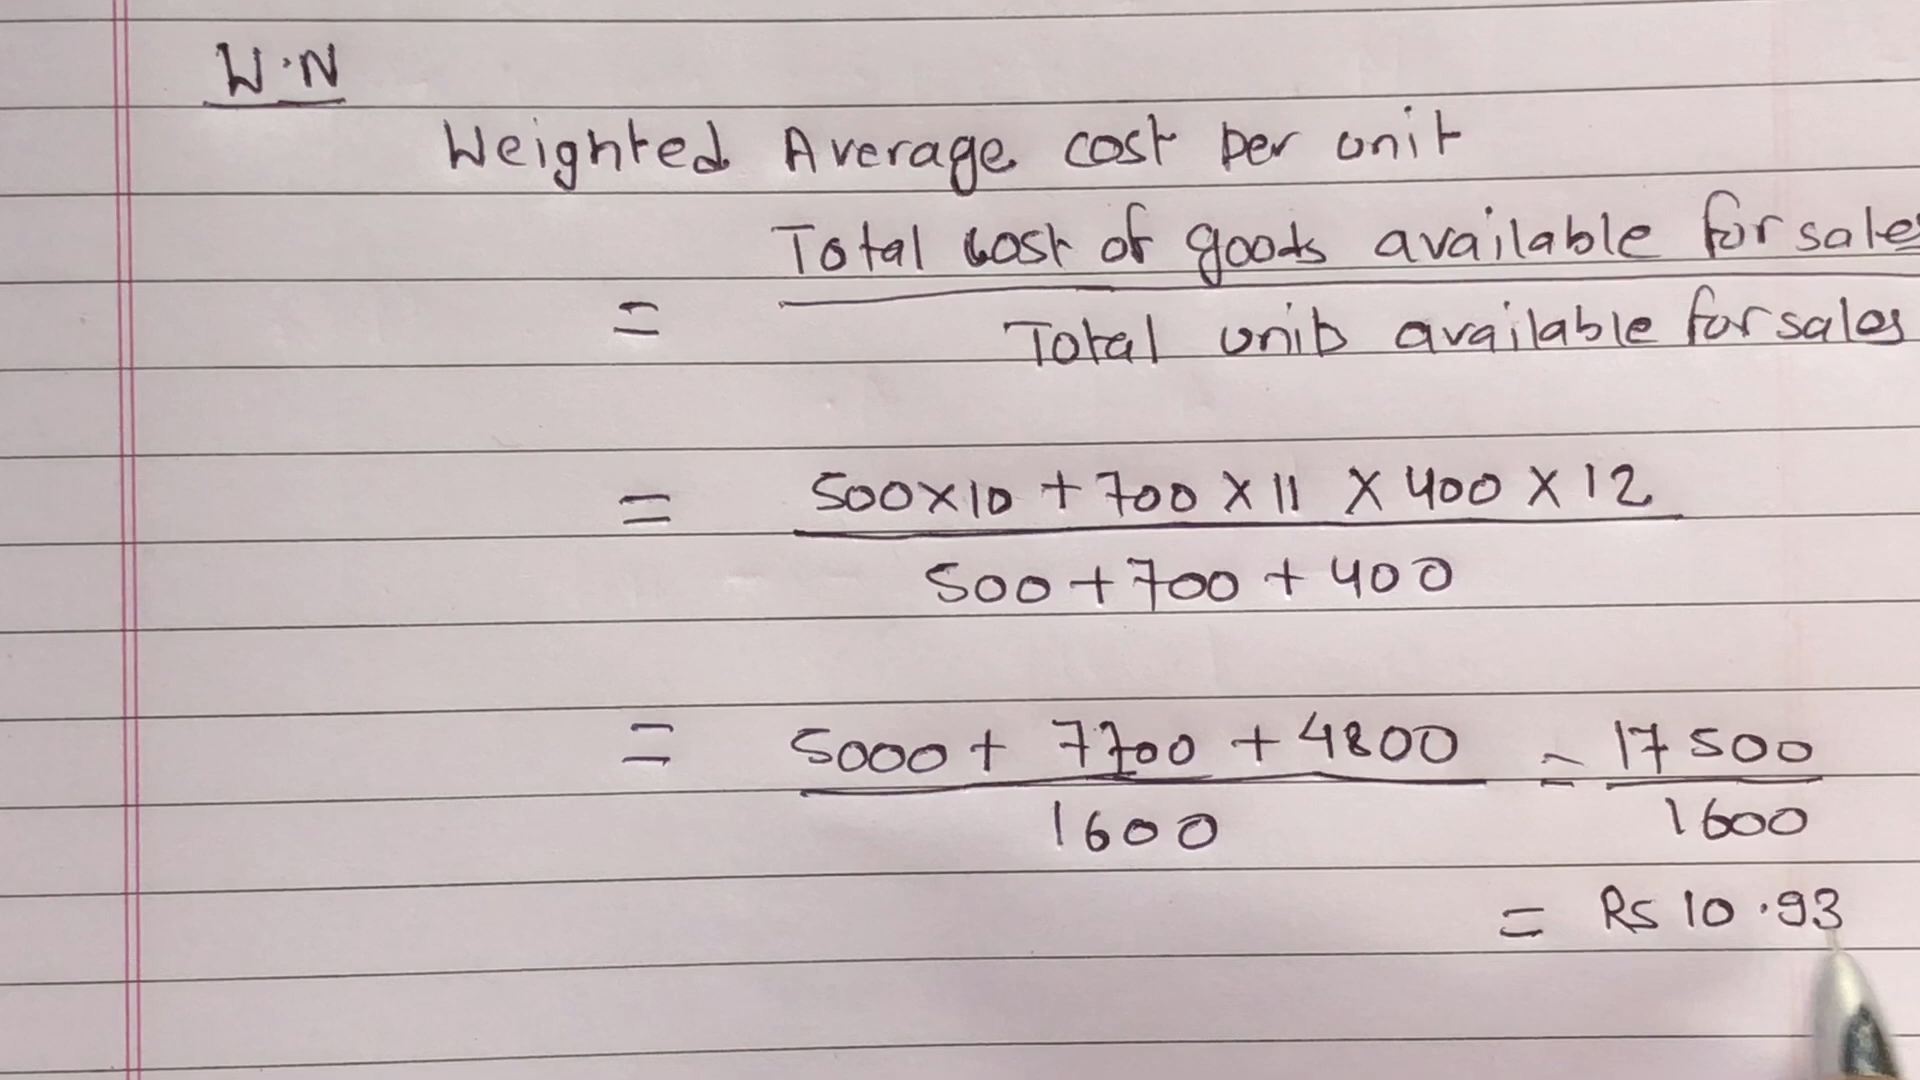 W.N
Weighted Average cost per unit
Total cost of goods available for sales
=
Total units available for sales
= 500×10 + 700 × 11 × 400 × 12
500 + 700 + 400
= 5000 + 7700 + 4800 = 17500
1600 1600
= Rs 10.93